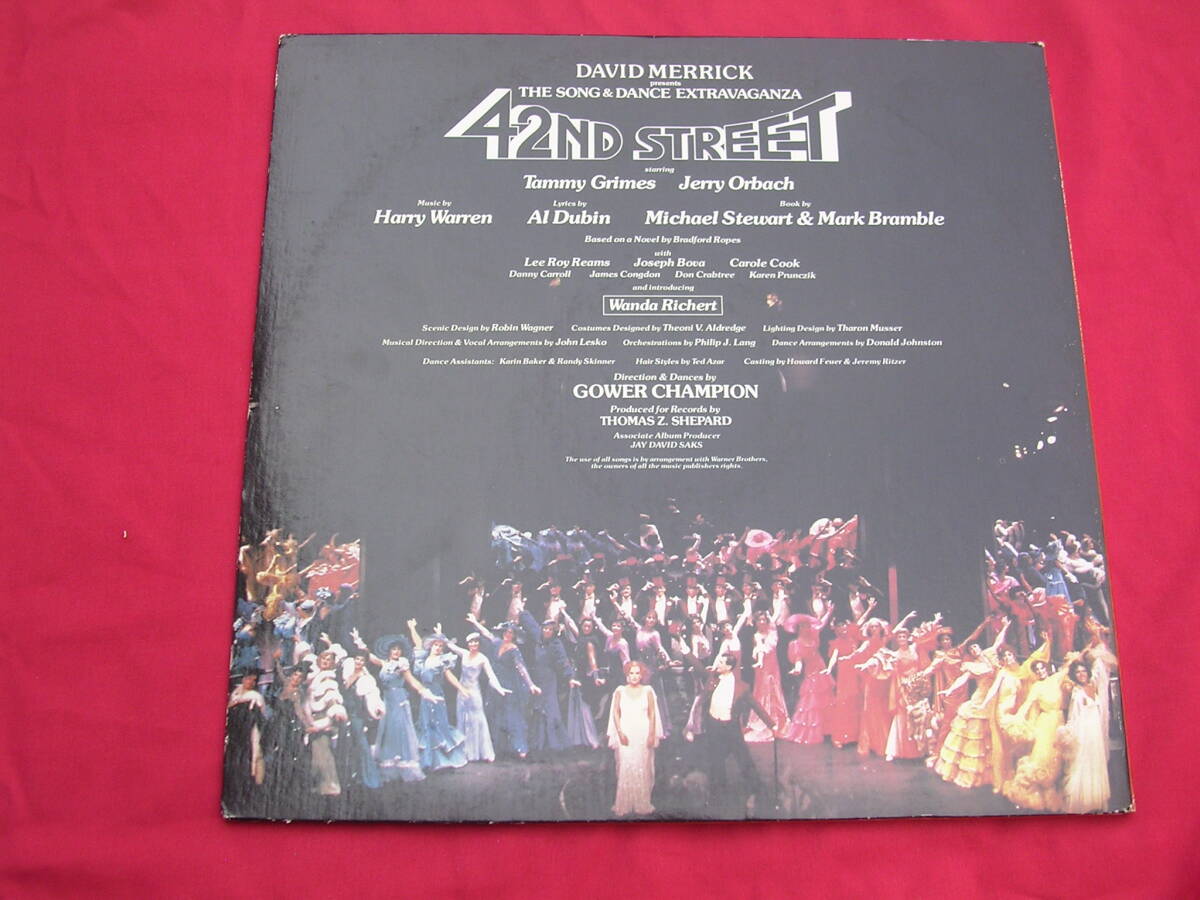 DAVID MERRICK
presents
THE SONG & DANCE EXTRAVAGANZA
42ND STREET
starring
Tammy Grimes Jerry Orbach
Music by Lyrics by Book by
Harry Warren Al Dubin Michael Stewart & Mark Bramble
Based on a Novel by Bradford Ropes
with
Lee Roy Reams Joseph Bova Carole Cook
Danny Carroll James Congdon Don Crabtree Karen Prunczik
and introducing
Wanda Richert
Scenic Design by Robin Wagner Costumes Designed by Theoni V. Aldredge Lighting Design by Tharon Musser
Musical Direction & Vocal Arrangements by John Lesko Orchestrations by Philip J. Lang Dance Arrangements by Donald Johnston
Dance Assistants: Karin Baker & Randy Skinner Hair Styles by Ted Azar Casting by Howard Feuer & Jeremy Ritzer
Direction & Dances by
GOWER CHAMPION
Produced for Records by
THOMAS Z. SHEPARD
Associate Album Producer
JAY DAVID SAKS
The use of all songs is by arrangement with Warner Brothers,
the owners of all the music publishers rights.